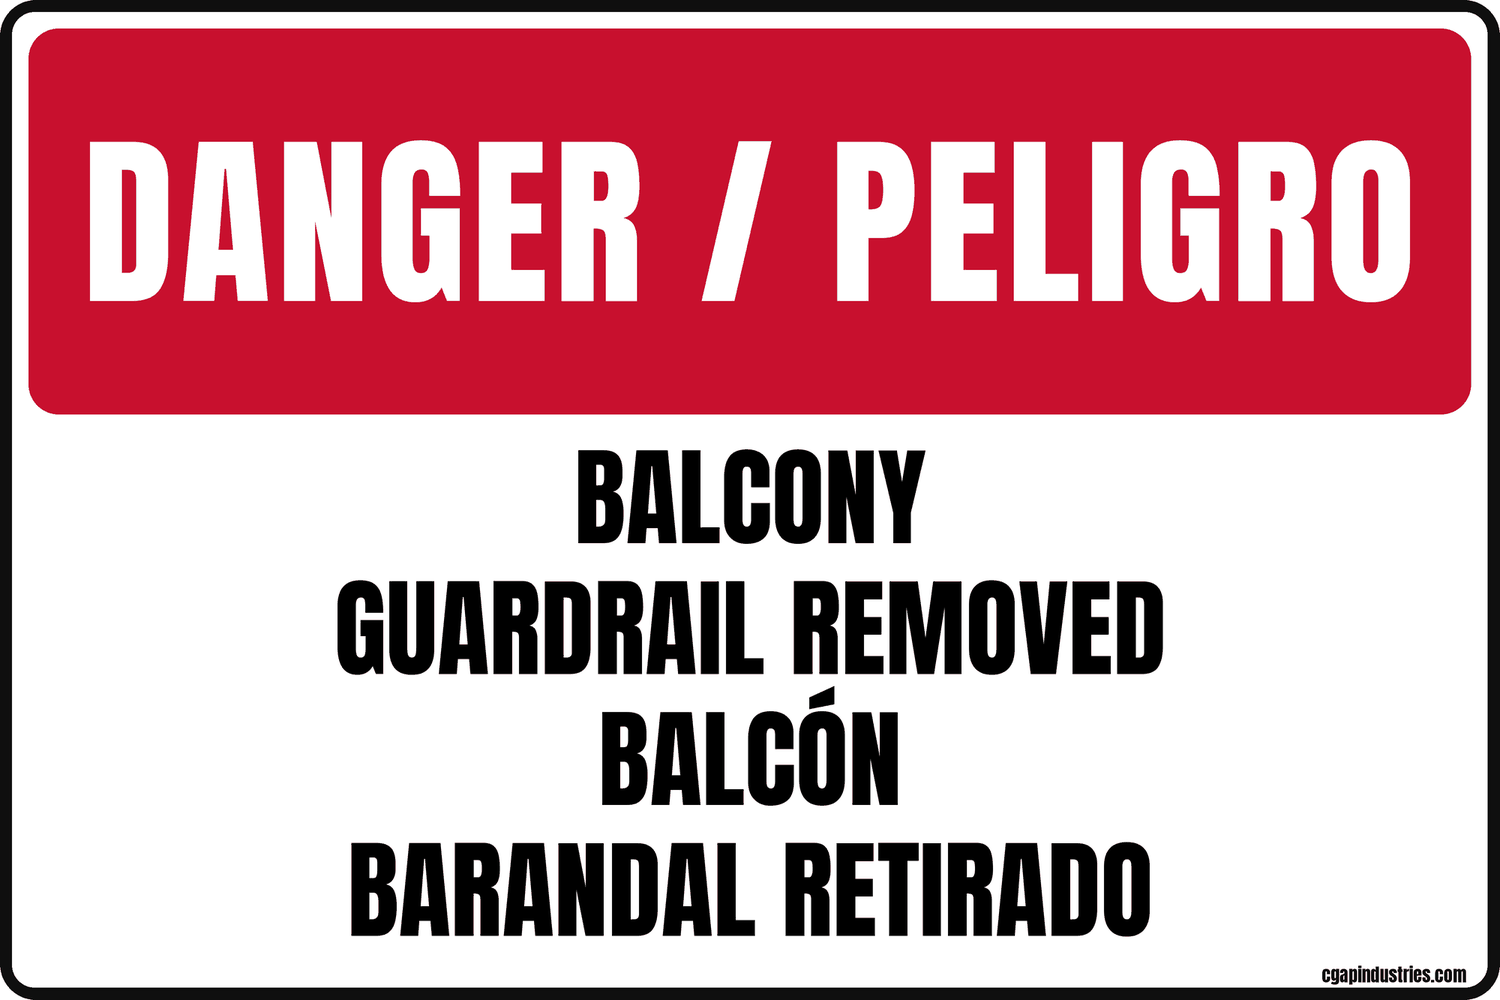 DANGER / PELIGRO
BALCONY
GUARDRAIL REMOVED
BALCÓN
BARANDAL RETIRADO
cgapindustries.com